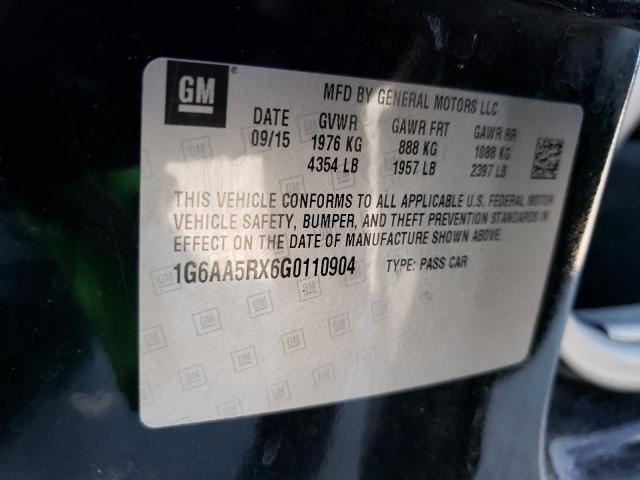 GM ®
MFD BY GENERAL MOTORS LLC
DATE GVWR GAWR FRT GAWR RR
09/15 1976 KG 888 KG 1088 KG
4354 LB 1957 LB 2397 LB
THIS VEHICLE CONFORMS TO ALL APPLICABLE U.S. FEDERAL MOTOR
VEHICLE SAFETY, BUMPER, AND THEFT PREVENTION STANDARDS IN
EFFECT ON THE DATE OF MANUFACTURE SHOWN ABOVE.
1G6AA5RX6G0110904 TYPE: PASS CAR